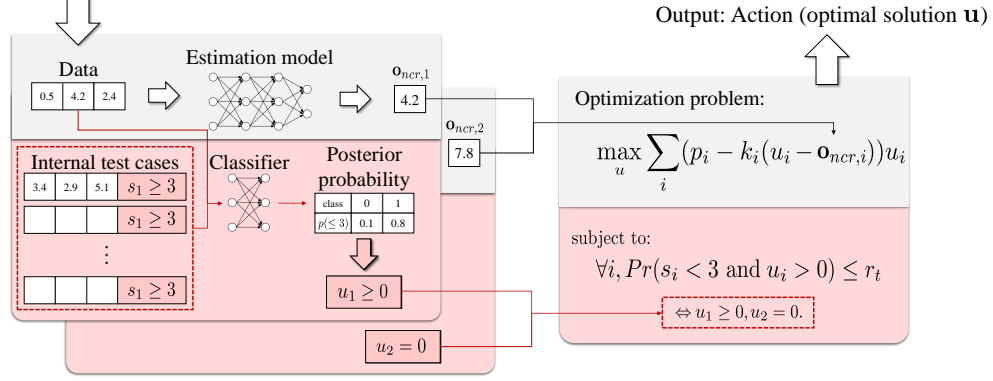 Output: Action (optimal solution u)
Data
Estimation model
o_{ncr,1}
0.5 4.2 2.4
4.2
o_{ncr,2}
7.8
Internal test cases
3.4 2.9 5.1 s_1 ≥ 3
s_1 ≥ 3
⋮
s_1 ≥ 3
Classifier
Posterior
probability
class 0 1
p(≤ 3) 0.1 0.8
u_1 ≥ 0
u_2 = 0
Optimization problem:
max_u ∑_i (p_i − k_i(u_i − o_{ncr,i}))u_i
subject to:
∀i, Pr(s_i < 3 and u_i > 0) ≤ r_t
⇔ u_1 ≥ 0, u_2 = 0.